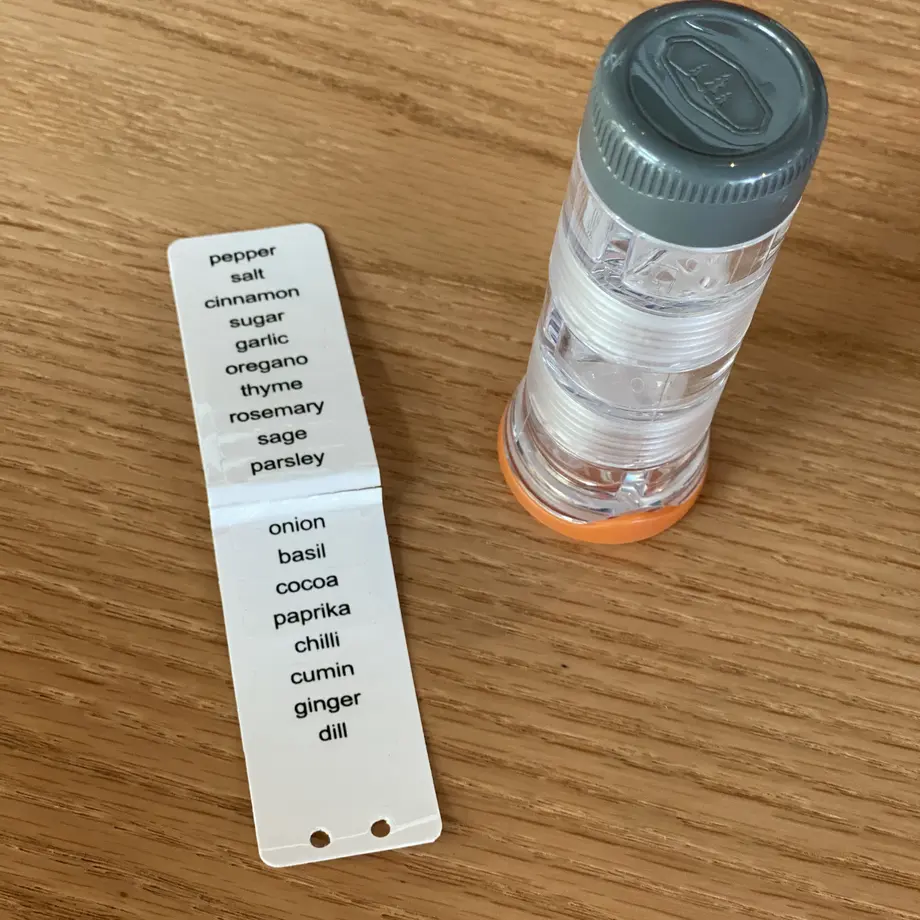 pepper
salt
cinnamon
sugar
garlic
oregano
thyme
rosemary
sage
parsley
onion
basil
cocoa
paprika
chilli
cumin
ginger
dill